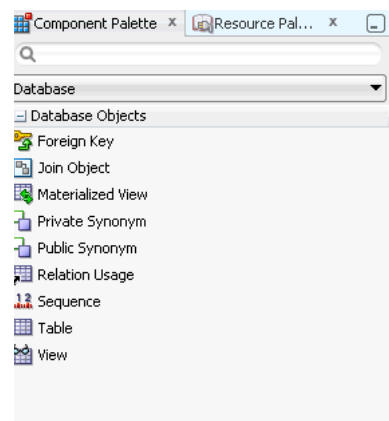 Component Palette x Resource Pal... x
Database
Database Objects
Foreign Key
Join Object
Materialized View
Private Synonym
Public Synonym
Relation Usage
Sequence
Table
View